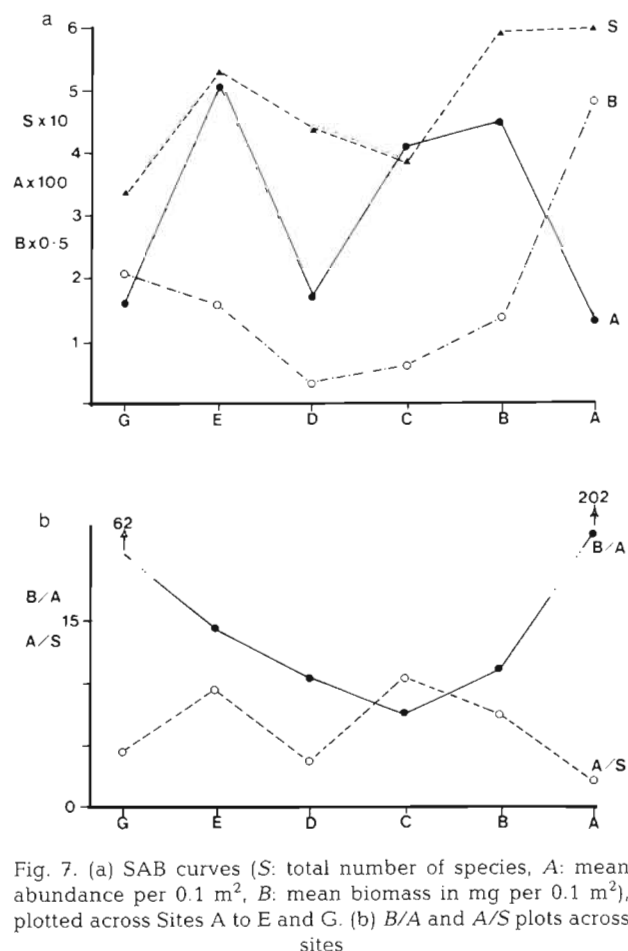 a
6
S
5
B
S x 10
4
A x 100
3
B x 0·5
2
A
1
G E D C B A
b
62
202
B/A
B/A
15
A/S
A/S
0
G E D C B A
Fig. 7. (a) SAB curves (S: total number of species, A: mean
abundance per 0.1 m², B: mean biomass in mg per 0.1 m²),
plotted across Sites A to E and G. (b) B/A and A/S plots across
sites